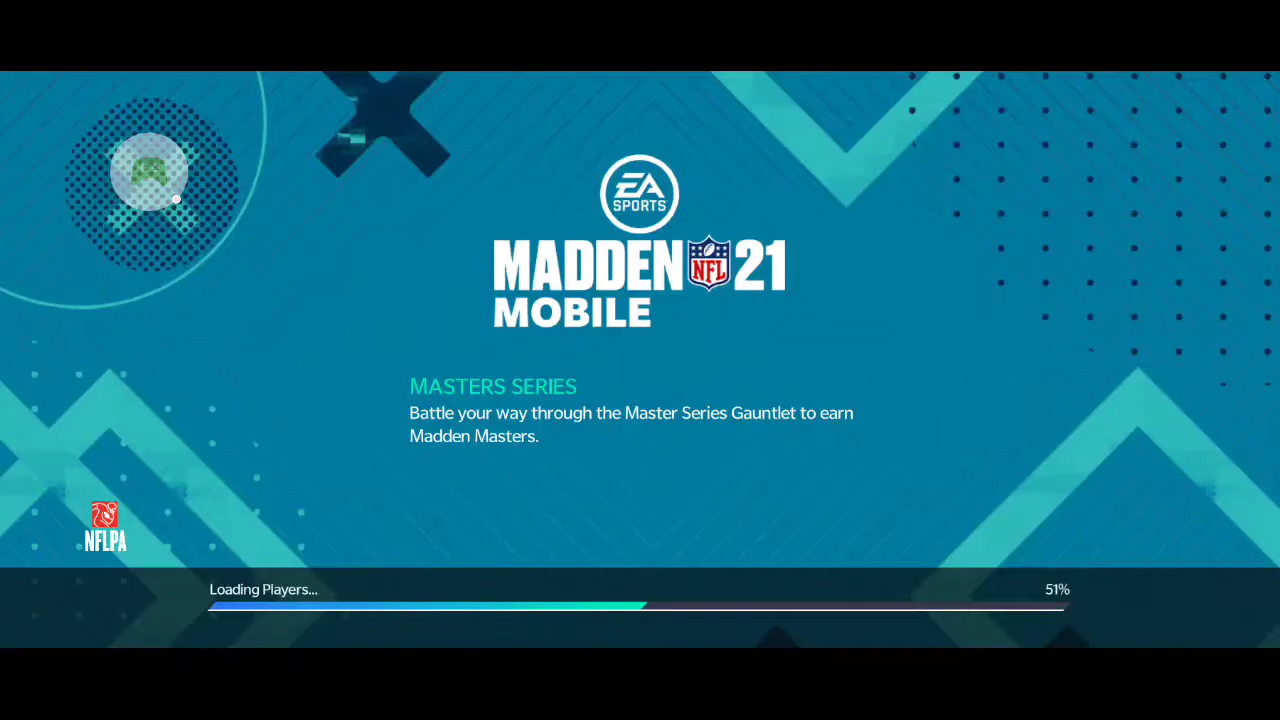 EA
SPORTS
MADDEN NFL 21
MOBILE
MASTERS SERIES
Battle your way through the Master Series Gauntlet to earn
Madden Masters.
NFLPA
Loading Players...
51%